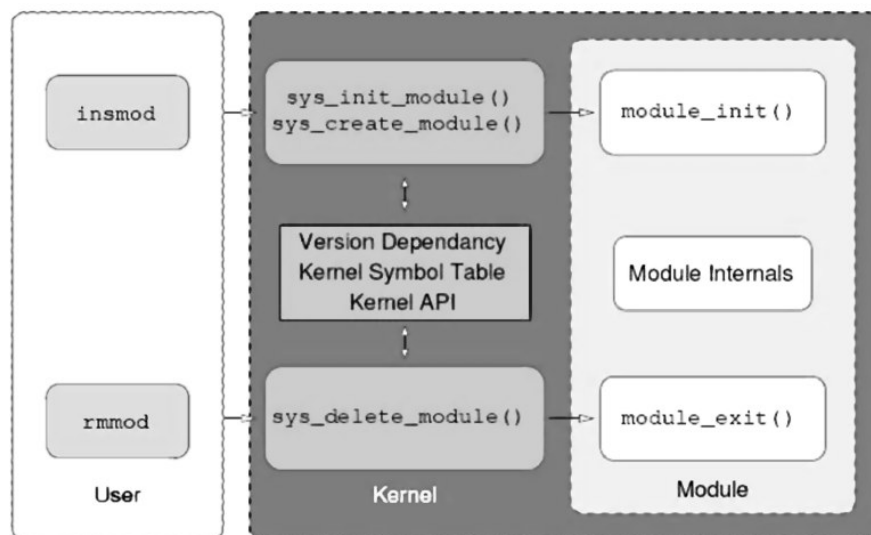 insmod
sys_init_module()
sys_create_module()
module_init()
Version Dependancy
Kernel Symbol Table
Kernel API
Module Internals
rmmod
sys_delete_module()
module_exit()
User
Kernel
Module